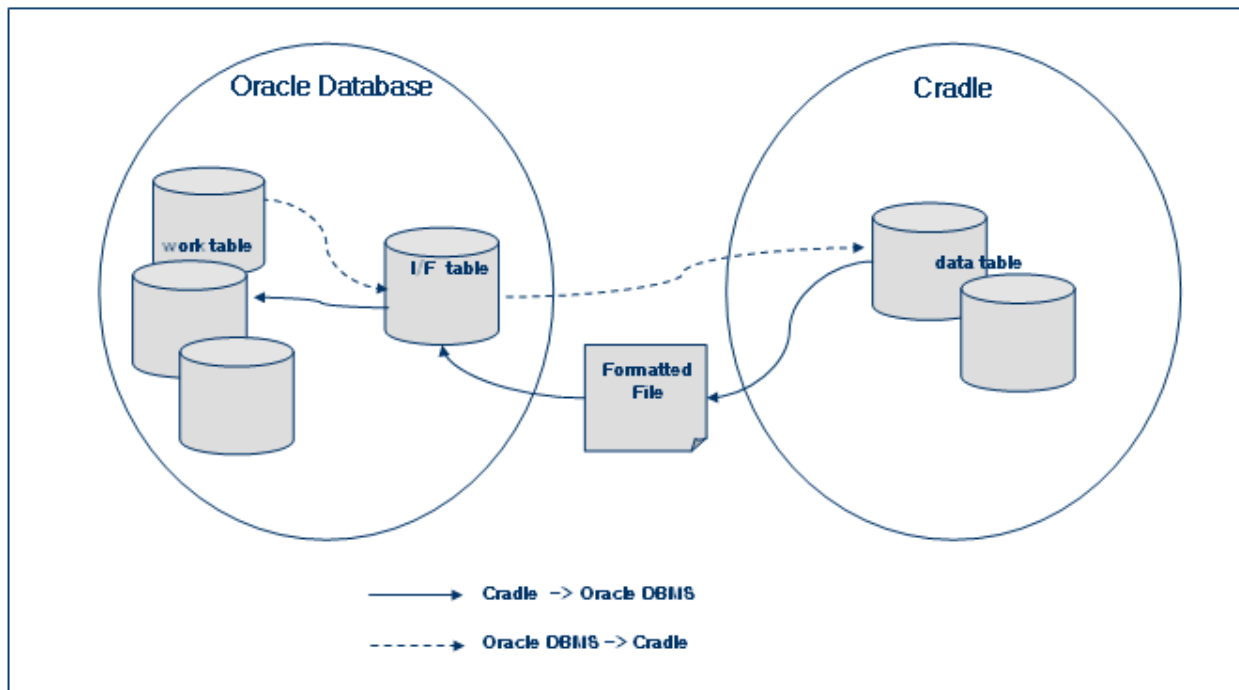 Oracle Database
Cradle
work table
I/F table
data table
Formatted
File
Cradle -> Oracle DBMS
Oracle DBMS -> Cradle